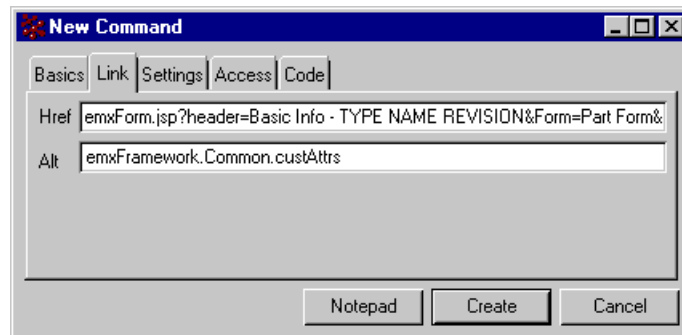 New Command
Basics Link Settings Access Code
Href emxForm.jsp?header=Basic Info - TYPE NAME REVISION&Form=Part Form&
Alt emxFramework.Common.custAttrs
Notepad Create Cancel